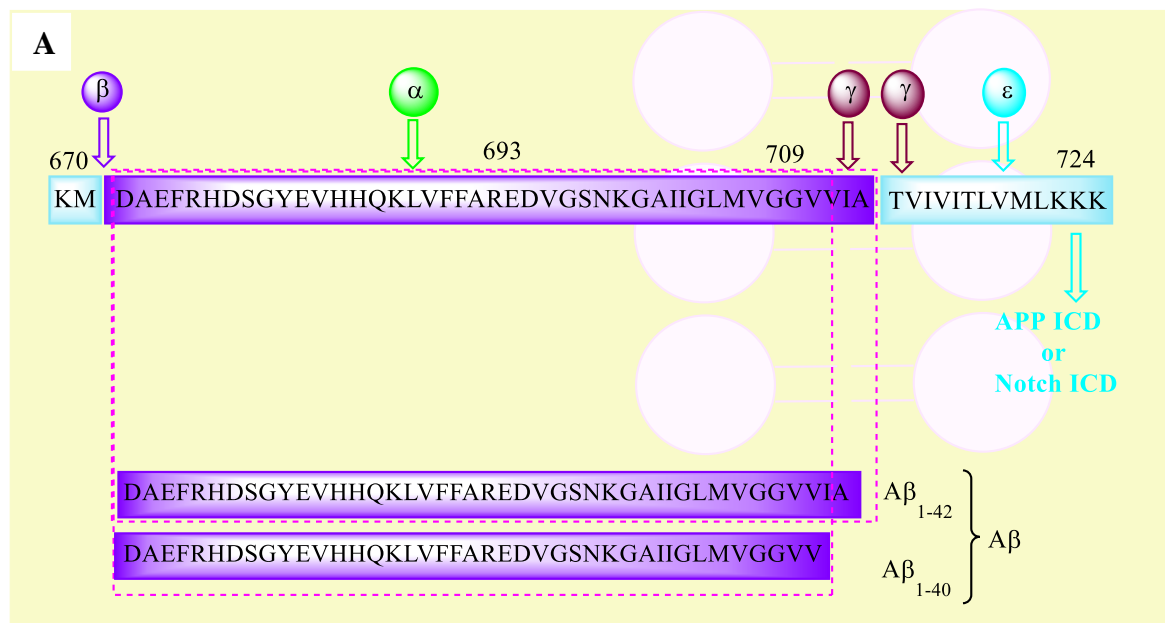 A
β α γ γ ε
670 693 709 724
KM DAEFRHDSGYEVHHQKLVFFAREDVGSNKGAIIGLMVGGVVIA TVIVITLVMLKKK
APP ICD
or
Notch ICD
DAEFRHDSGYEVHHQKLVFFAREDVGSNKGAIIGLMVGGVVIA Aβ1-42
Aβ
DAEFRHDSGYEVHHQKLVFFAREDVGSNKGAIIGLMVGGVV Aβ1-40